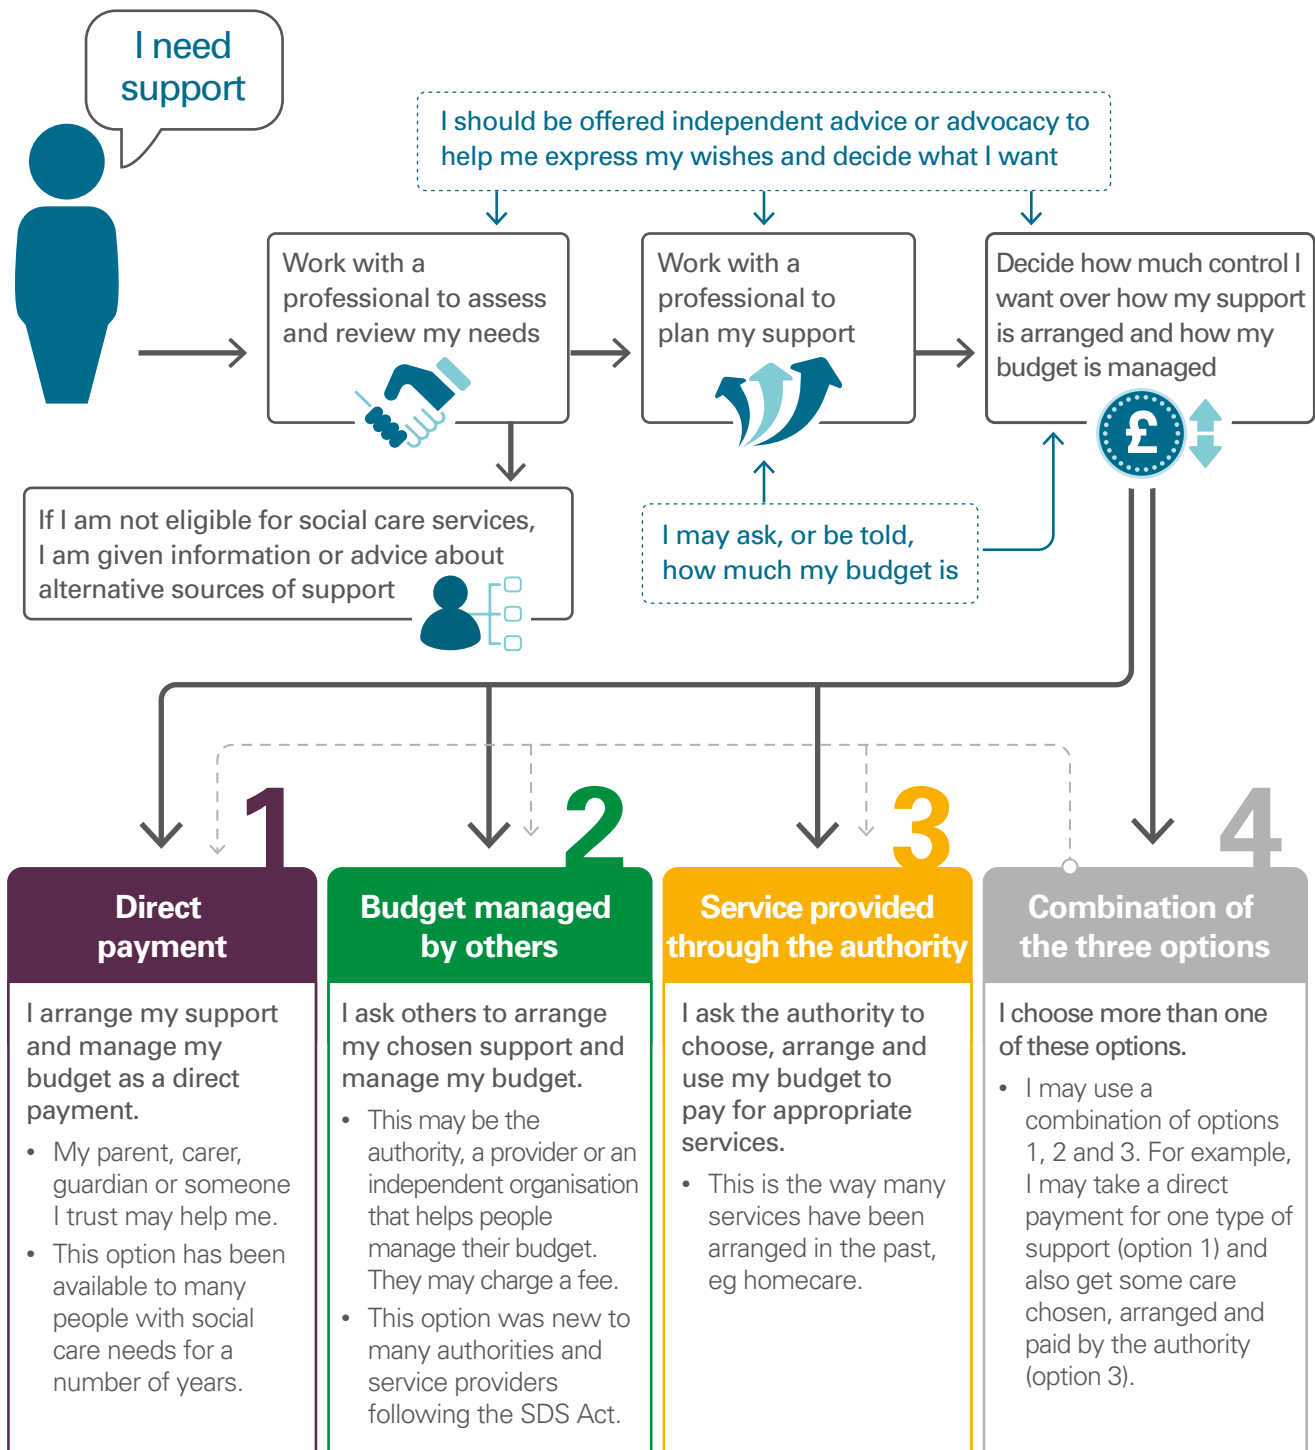 I need
support
I should be offered independent advice or advocacy to
help me express my wishes and decide what I want
Work with a
professional to assess
and review my needs
Work with a
professional to
plan my support
Decide how much control I
want over how my support
is arranged and how my
budget is managed
£
If I am not eligible for social care services,
I am given information or advice about
alternative sources of support
I may ask, or be told,
how much my budget is
1
Direct
payment
I arrange my support
and manage my
budget as a direct
payment.
• My parent, carer,
guardian or someone
I trust may help me.
• This option has been
available to many
people with social
care needs for a
number of years.
2
Budget managed
by others
I ask others to arrange
my chosen support and
manage my budget.
• This may be the
authority, a provider or an
independent organisation
that helps people
manage their budget.
They may charge a fee.
• This option was new to
many authorities and
service providers
following the SDS Act.
3
Service provided
through the authority
I ask the authority to
choose, arrange and
use my budget to
pay for appropriate
services.
• This is the way many
services have been
arranged in the past,
eg homecare.
4
Combination of
the three options
I choose more than one
of these options.
• I may use a
combination of options
1, 2 and 3. For example,
I may take a direct
payment for one type of
support (option 1) and
also get some care
chosen, arranged and
paid by the authority
(option 3).